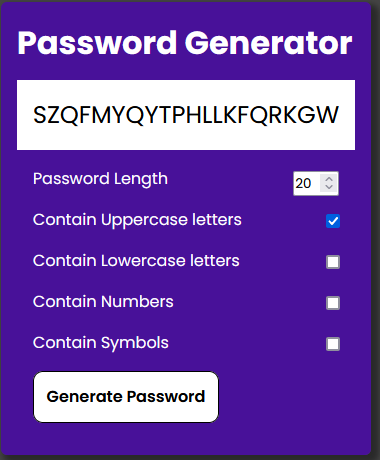 Password Generator
SZQFMYQYTPHLLKFQRKGW
Password Length 20
Contain Uppercase letters
Contain Lowercase letters
Contain Numbers
Contain Symbols
Generate Password